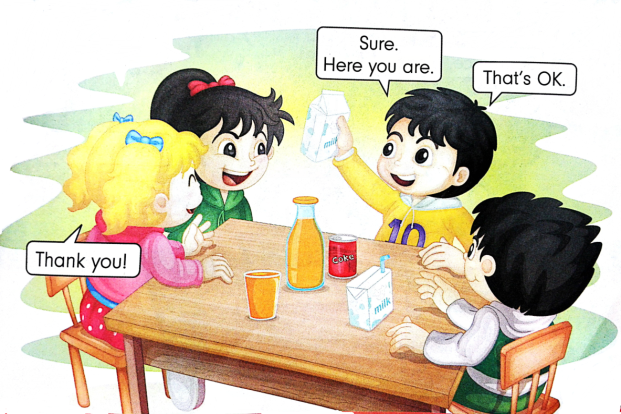 Sure.
Here you are.
That's OK.
Thank you!
milk
10
Coke
milk